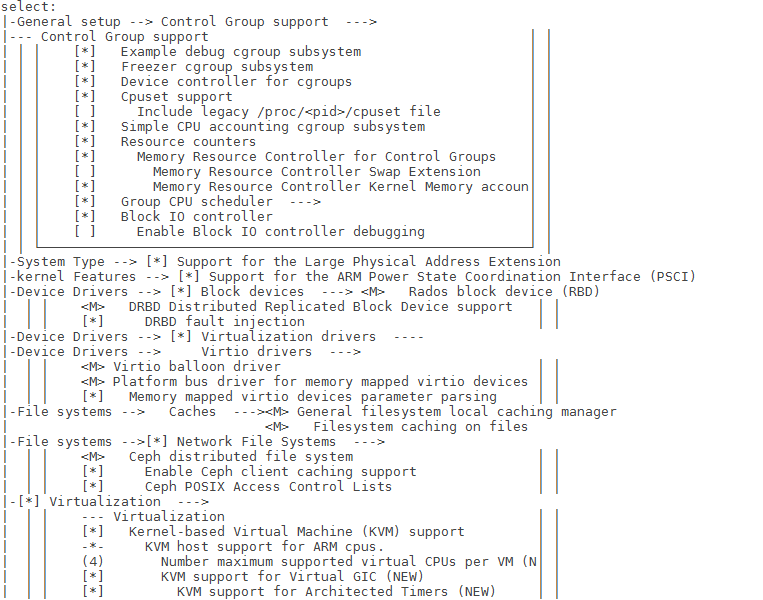 select:
|-General setup --> Control Group support  --->
|--- Control Group support
[*]   Example debug cgroup subsystem
[*]   Freezer cgroup subsystem
[*]   Device controller for cgroups
[*]   Cpuset support
[ ]     Include legacy /proc/<pid>/cpuset file
[*]   Simple CPU accounting cgroup subsystem
[*]   Resource counters
[*]     Memory Resource Controller for Control Groups
[ ]       Memory Resource Controller Swap Extension
[*]       Memory Resource Controller Kernel Memory accoun
[*]   Group CPU scheduler  --->
[*]   Block IO controller
[ ]     Enable Block IO controller debugging
|-System Type --> [*] Support for the Large Physical Address Extension
|-kernel Features --> [*] Support for the ARM Power State Coordination Interface (PSCI)
|-Device Drivers --> [*] Block devices  ---> <M>   Rados block device (RBD)
<M>   DRBD Distributed Replicated Block Device support
[*]     DRBD fault injection
|-Device Drivers --> [*] Virtualization drivers  ----
|-Device Drivers -->     Virtio drivers  --->
<M> Virtio balloon driver
<M> Platform bus driver for memory mapped virtio devices
[*]   Memory mapped virtio devices parameter parsing
|-File systems -->   Caches  ---><M> General filesystem local caching manager
<M>   Filesystem caching on files
|-File systems -->[*] Network File Systems  --->
<M>   Ceph distributed file system
[*]     Enable Ceph client caching support
[*]     Ceph POSIX Access Control Lists
|-[*] Virtualization  --->
--- Virtualization
[*]   Kernel-based Virtual Machine (KVM) support
-*-     KVM host support for ARM cpus.
(4)       Number maximum supported virtual CPUs per VM (N
[*]       KVM support for Virtual GIC (NEW)
[*]         KVM support for Architected Timers (NEW)